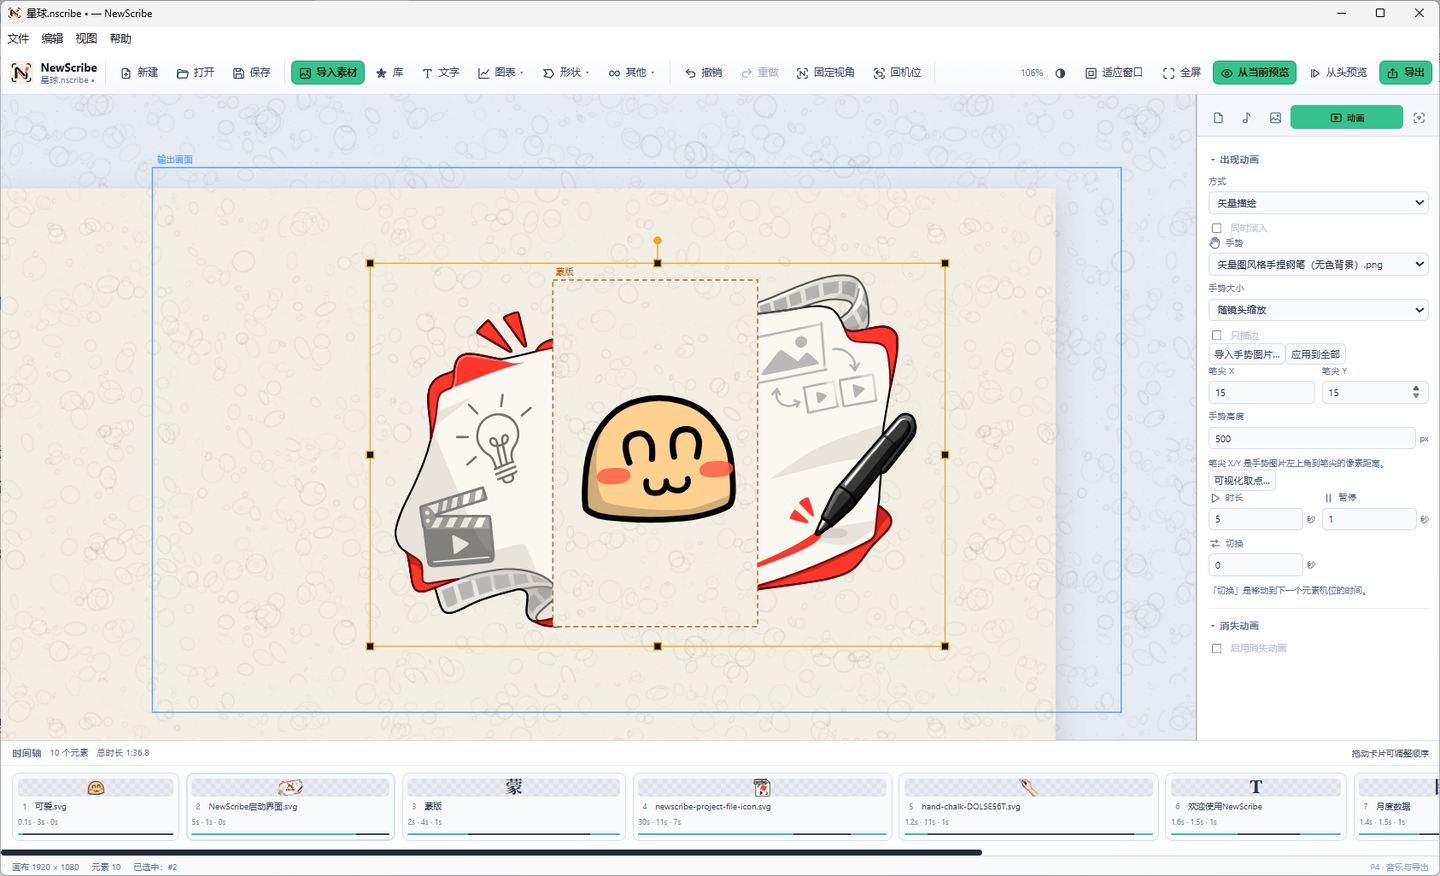 星球.nscribe • — NewScribe
文件 编辑 视图 帮助
NewScribe
星球.nscribe •
新建 打开 保存 导入素材 库 文字 图表 形状 其他 撤销 重做 固定视角 回机位 106% 适应窗口 全屏 从当前预览 从头预览 导出
动画
输出画面
蒙版
出现动画
方式
矢量描绘
同时淡入
手势
矢量图风格手捏钢笔（无色背景）.png
手势大小
随镜头缩放
只描边
导入手势图片... 应用到全部
笔尖 X 笔尖 Y
15 15
手势高度
500 px
笔尖 X/Y 是手势图片左上角到笔尖的像素距离。
可视化取点...
时长 暂停
5 秒 1 秒
切换
0 秒
「切换」是移动到下一个元素机位的时间。
消失动画
启用消失动画
时间轴 10 个元素 总时长 1:36.8 拖动卡片可调整顺序
蒙 T
1 可爱.svg 2 NewScribe启动界面.svg 3 蒙版 4 newscribe-project-file-icon.svg 5 hand-chalk-DOLSE56T.svg 6 欢迎使用NewScribe 7 月度数据
0.1s · 3s · 0s 5s · 1s · 0s 2s · 4s · 1s 30s · 11s · 7s 1.2s · 11s · 1s 1.6s · 1.5s · 1s 1.4s · 1.5s · 1s
画布 1920 × 1080 元素 10 已选中：#2 P4 · 音乐与导出